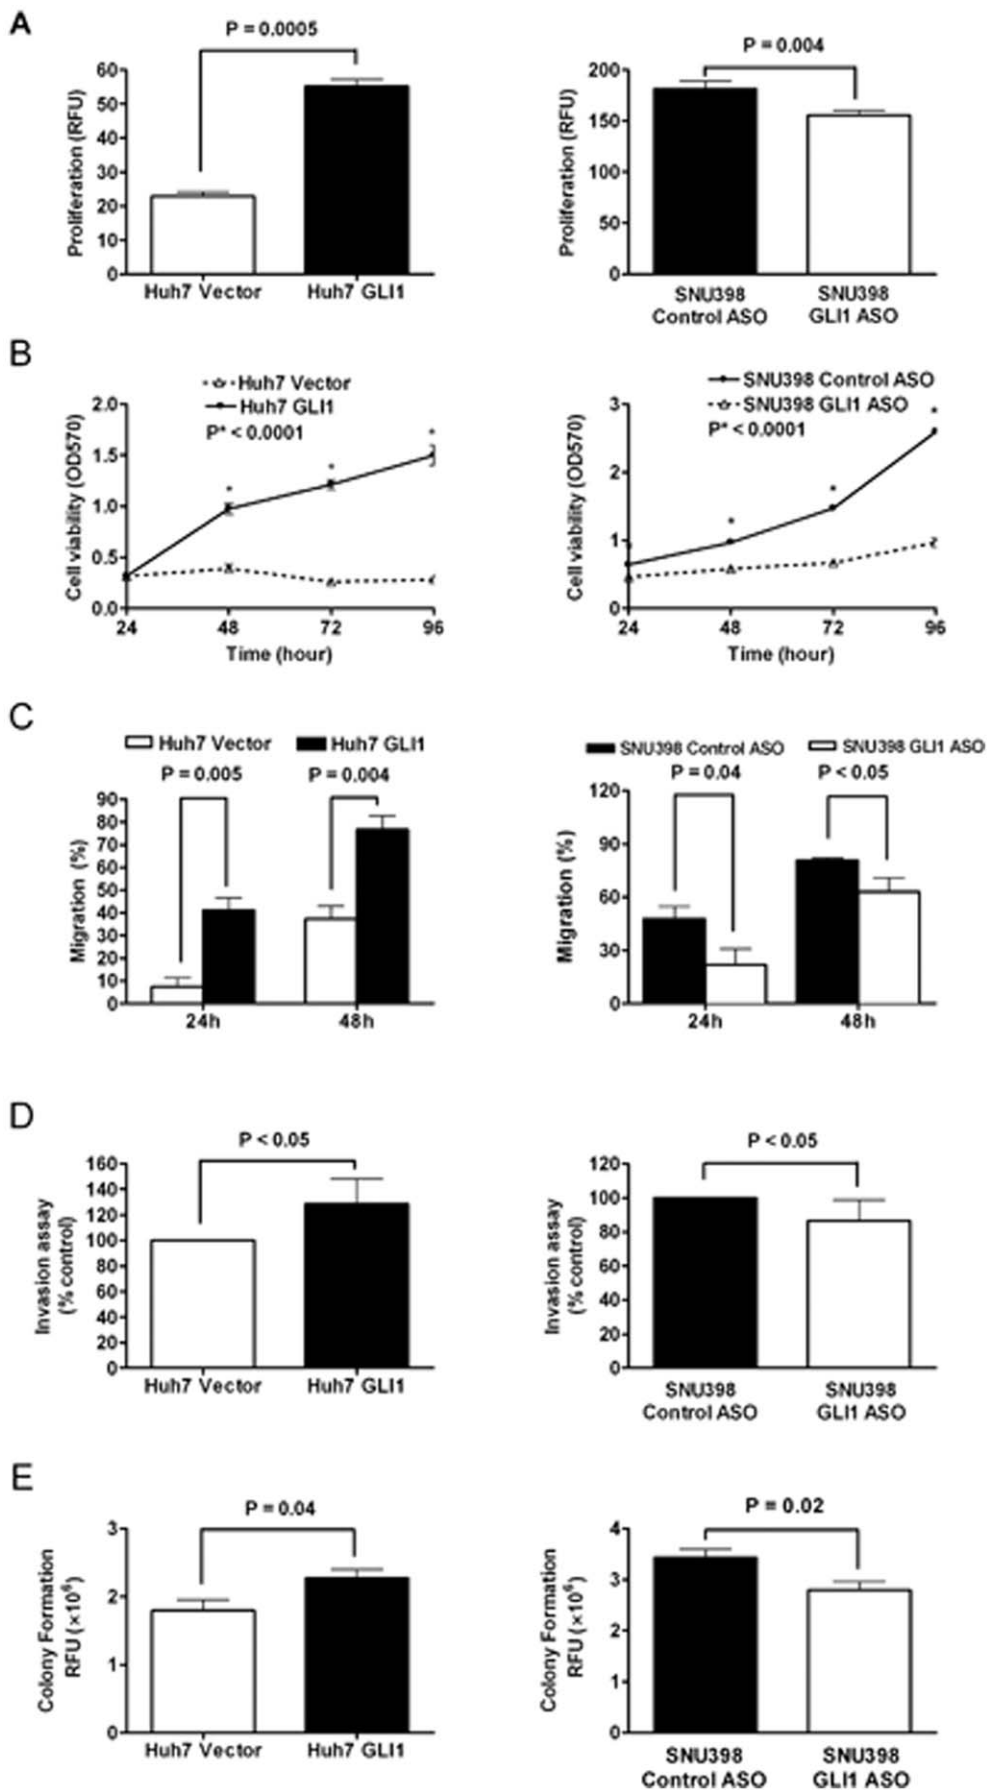 A
P = 0.0005
Proliferation (RFU)
60
50
40
30
20
10
0
Huh7 Vector
Huh7 GLI1
P = 0.004
Proliferation (RFU)
200
150
100
50
0
SNU398
Control ASO
SNU398
GLI1 ASO
B
Huh7 Vector
Huh7 GLI1
P* < 0.0001
Cell viability (OD570)
2.0
1.5
1.0
0.5
0.0
*
*
*
24
48
72
96
Time (hour)
SNU398 Control ASO
SNU398 GLI1 ASO
P* < 0.0001
Cell viability (OD570)
3
2
1
0
*
*
*
24
48
72
96
Time (hour)
C
Huh7 Vector
Huh7 GLI1
P = 0.005
P = 0.004
Migration (%)
90
80
70
60
50
40
30
20
10
0
24h
48h
SNU398 Control ASO
SNU398 GLI1 ASO
P = 0.04
P < 0.05
Migration (%)
120
90
60
30
0
24h
48h
D
P < 0.05
Invasion assay
(% control)
160
140
120
100
80
60
40
20
0
Huh7 Vector
Huh7 GLI1
P < 0.05
Invasion assay
(% control)
120
100
80
60
40
20
0
SNU398
Control ASO
SNU398
GLI1 ASO
E
P = 0.04
Colony Formation
RFU (×10⁶)
3
2
1
0
Huh7 Vector
Huh7 GLI1
P = 0.02
Colony Formation
RFU (×10⁶)
4
3
2
1
0
SNU398
Control ASO
SNU398
GLI1 ASO